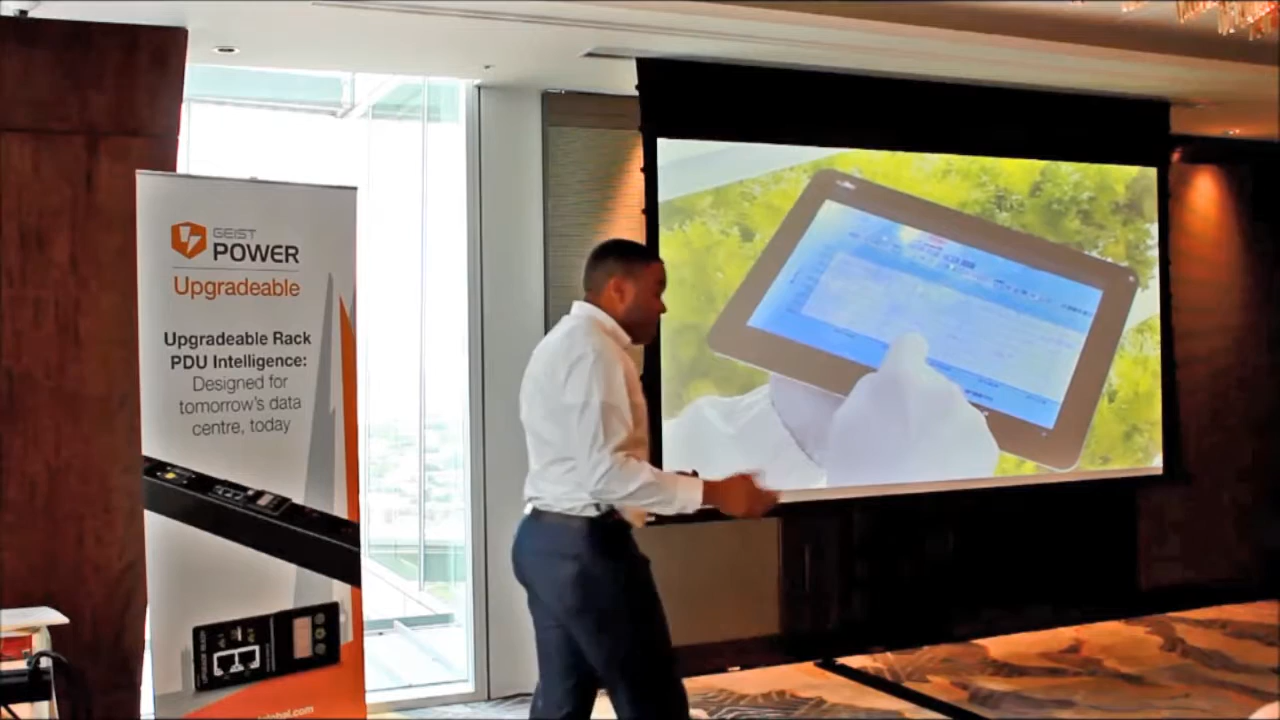 GEIST
POWER
Upgradeable
Upgradeable Rack
PDU Intelligence:
Designed for
tomorrow's data
centre, today